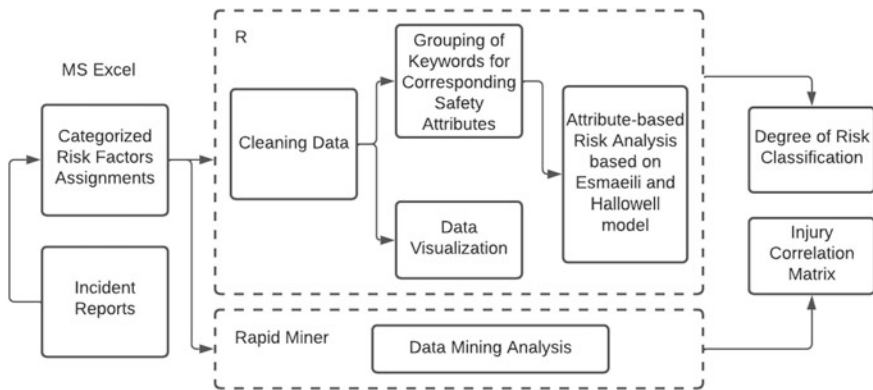 MS Excel
Categorized
Risk Factors
Assignments
Incident
Reports
R
Cleaning Data
Grouping of
Keywords for
Corresponding
Safety
Attributes
Data
Visualization
Attribute-based
Risk Analysis
based on
Esmaeili and
Hallowell
model
Rapid Miner
Data Mining Analysis
Degree of Risk
Classification
Injury
Correlation
Matrix